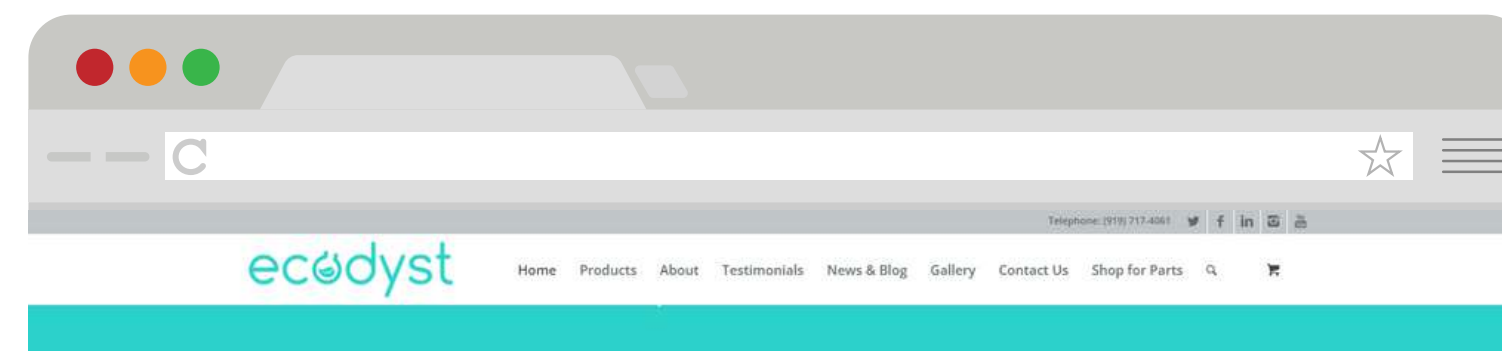 Telephone: (919) 717-4061
ecodyst
Home Products About Testimonials News & Blog Gallery Contact Us Shop for Parts